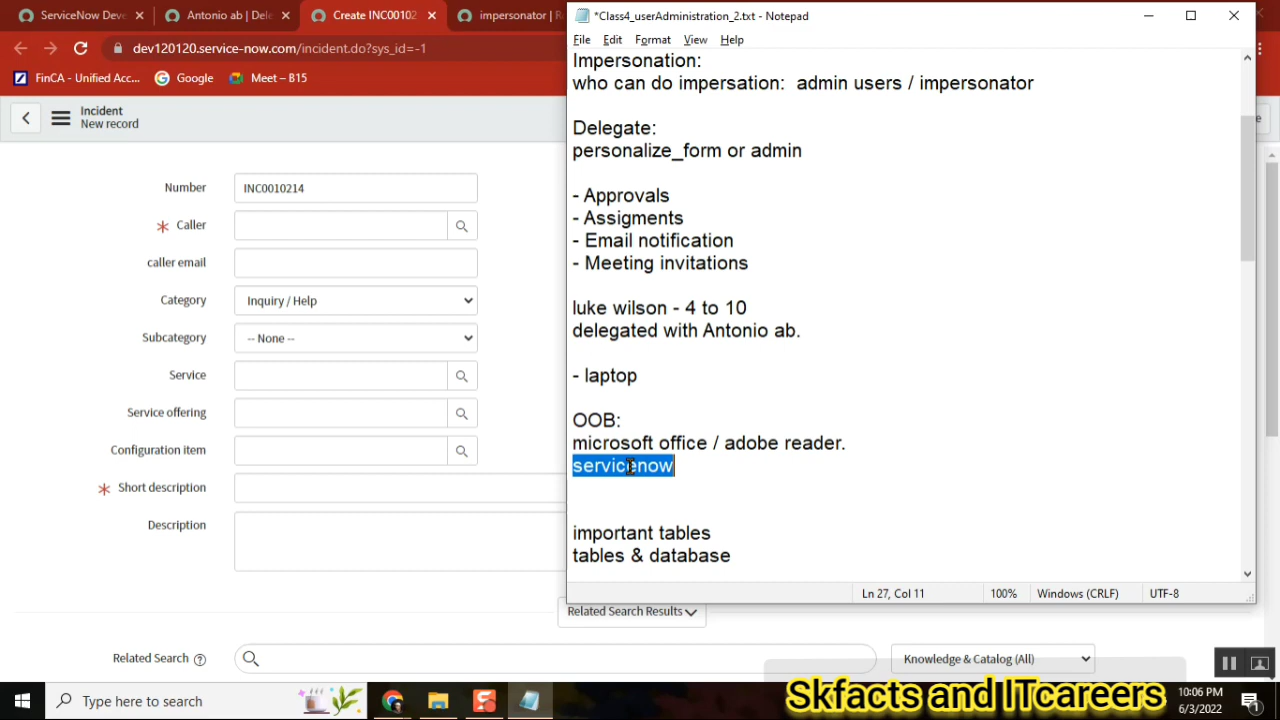 ServiceNow Deve
Antonio ab | Dele
Create INC00102
impersonator | R
dev120120.service-now.com/incident.do?sys_id=-1
FinCA - Unified Acc...
Google
Meet – B15
Incident
New record
Number
INC0010214
Caller
caller email
Category
Inquiry / Help
Subcategory
-- None --
Service
Service offering
Configuration item
Short description
Description
Related Search Results
Related Search
Knowledge & Catalog (All)
*Class4_userAdministration_2.txt - Notepad
File Edit Format View Help
Impersonation:
who can do impersation:  admin users / impersonator
Delegate:
personalize_form or admin
- Approvals
- Assigments
- Email notification
- Meeting invitations
luke wilson - 4 to 10
delegated with Antonio ab.
- laptop
OOB:
microsoft office / adobe reader.
servicenow
important tables
tables & database
Ln 27, Col 11
100%
Windows (CRLF)
UTF-8
Type here to search
10:06 PM
6/3/2022
Skfacts and ITcareers